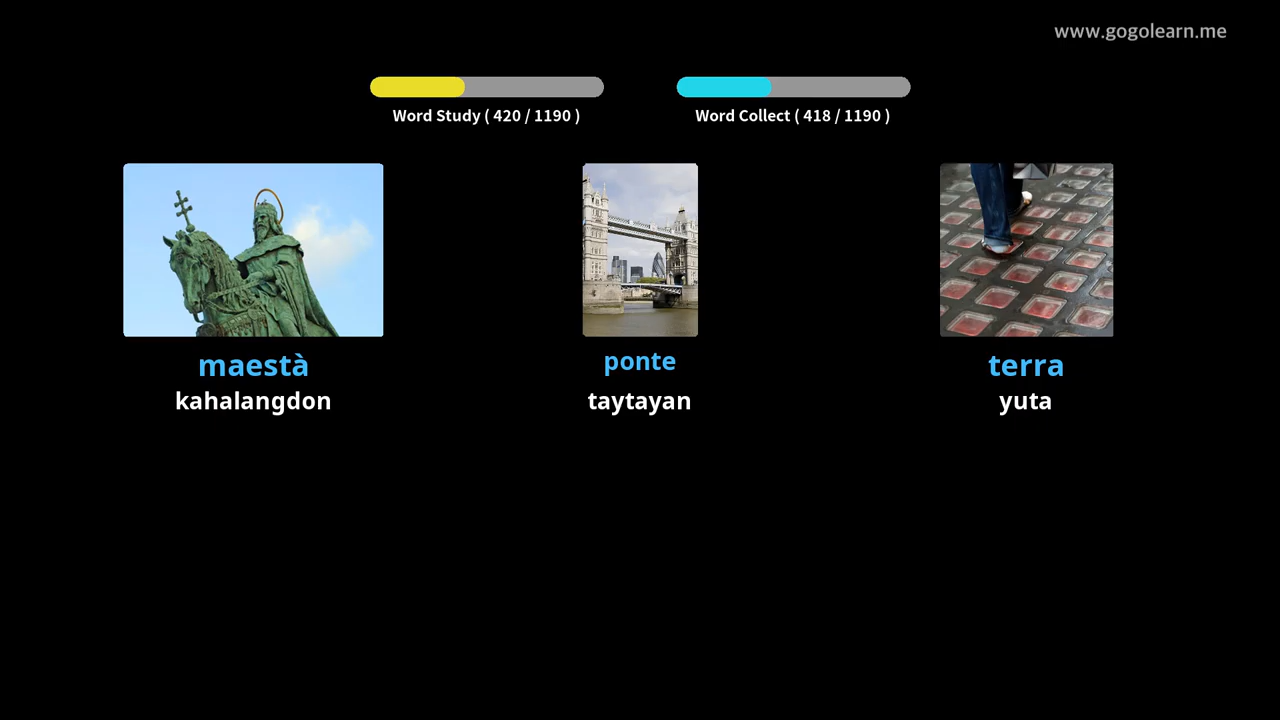 www.gogolearn.me
Word Study ( 420 / 1190 )
Word Collect ( 418 / 1190 )
maestà
kahalangdon
ponte
taytayan
terra
yuta